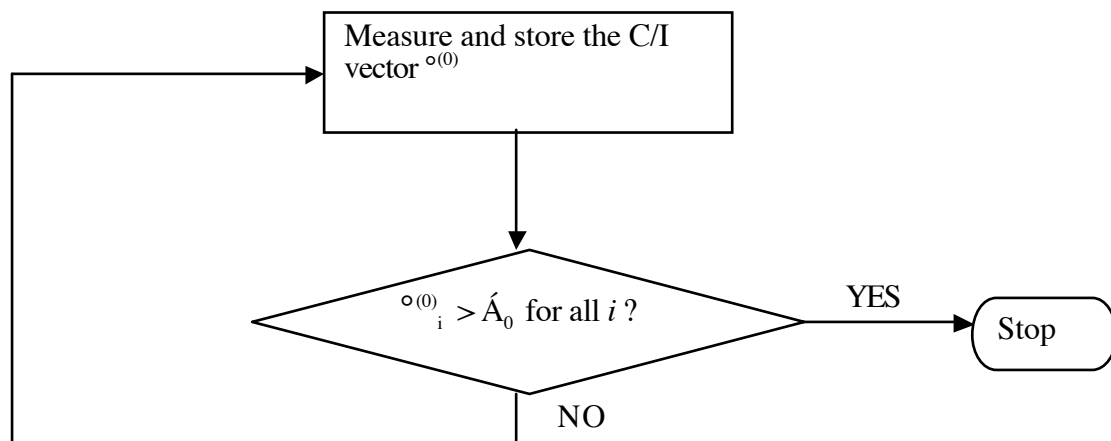 Measure and store the C/I
vector °⁽⁰⁾
°⁽⁰⁾ᵢ > Á₀ for all i ?
YES
Stop
NO